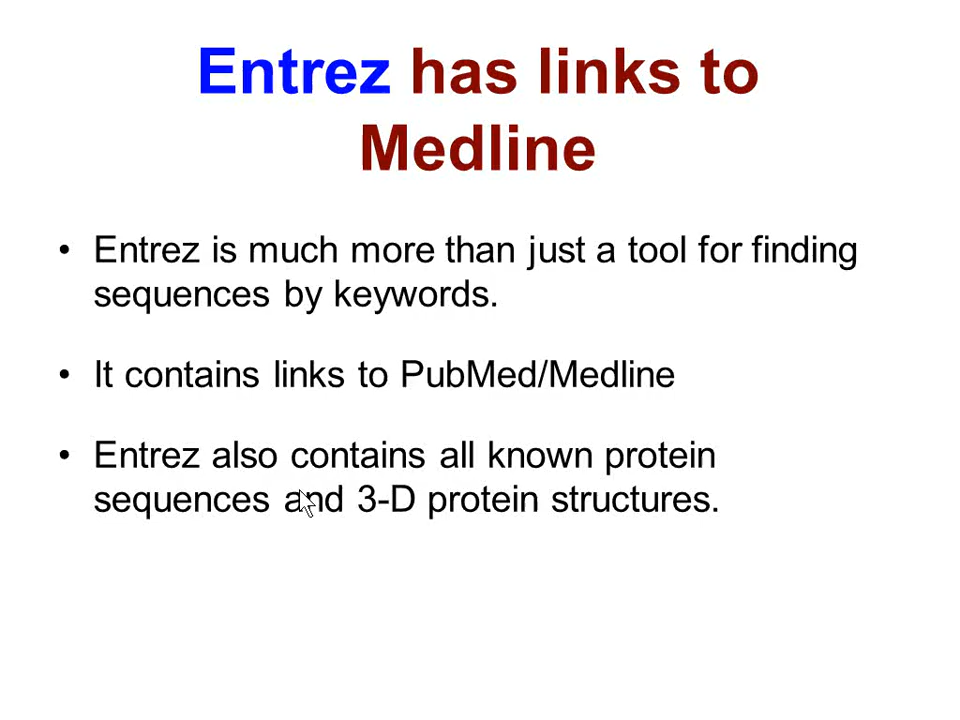 Entrez has links to
Medline
• Entrez is much more than just a tool for finding
sequences by keywords.
• It contains links to PubMed/Medline
• Entrez also contains all known protein
sequences and 3-D protein structures.